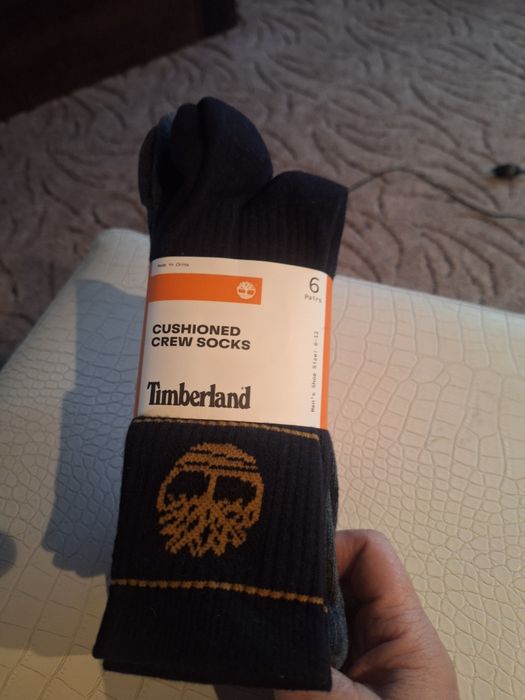 Made in China
6
Pairs
CUSHIONED
CREW SOCKS
Men's Shoe Size: 6-12
Timberland